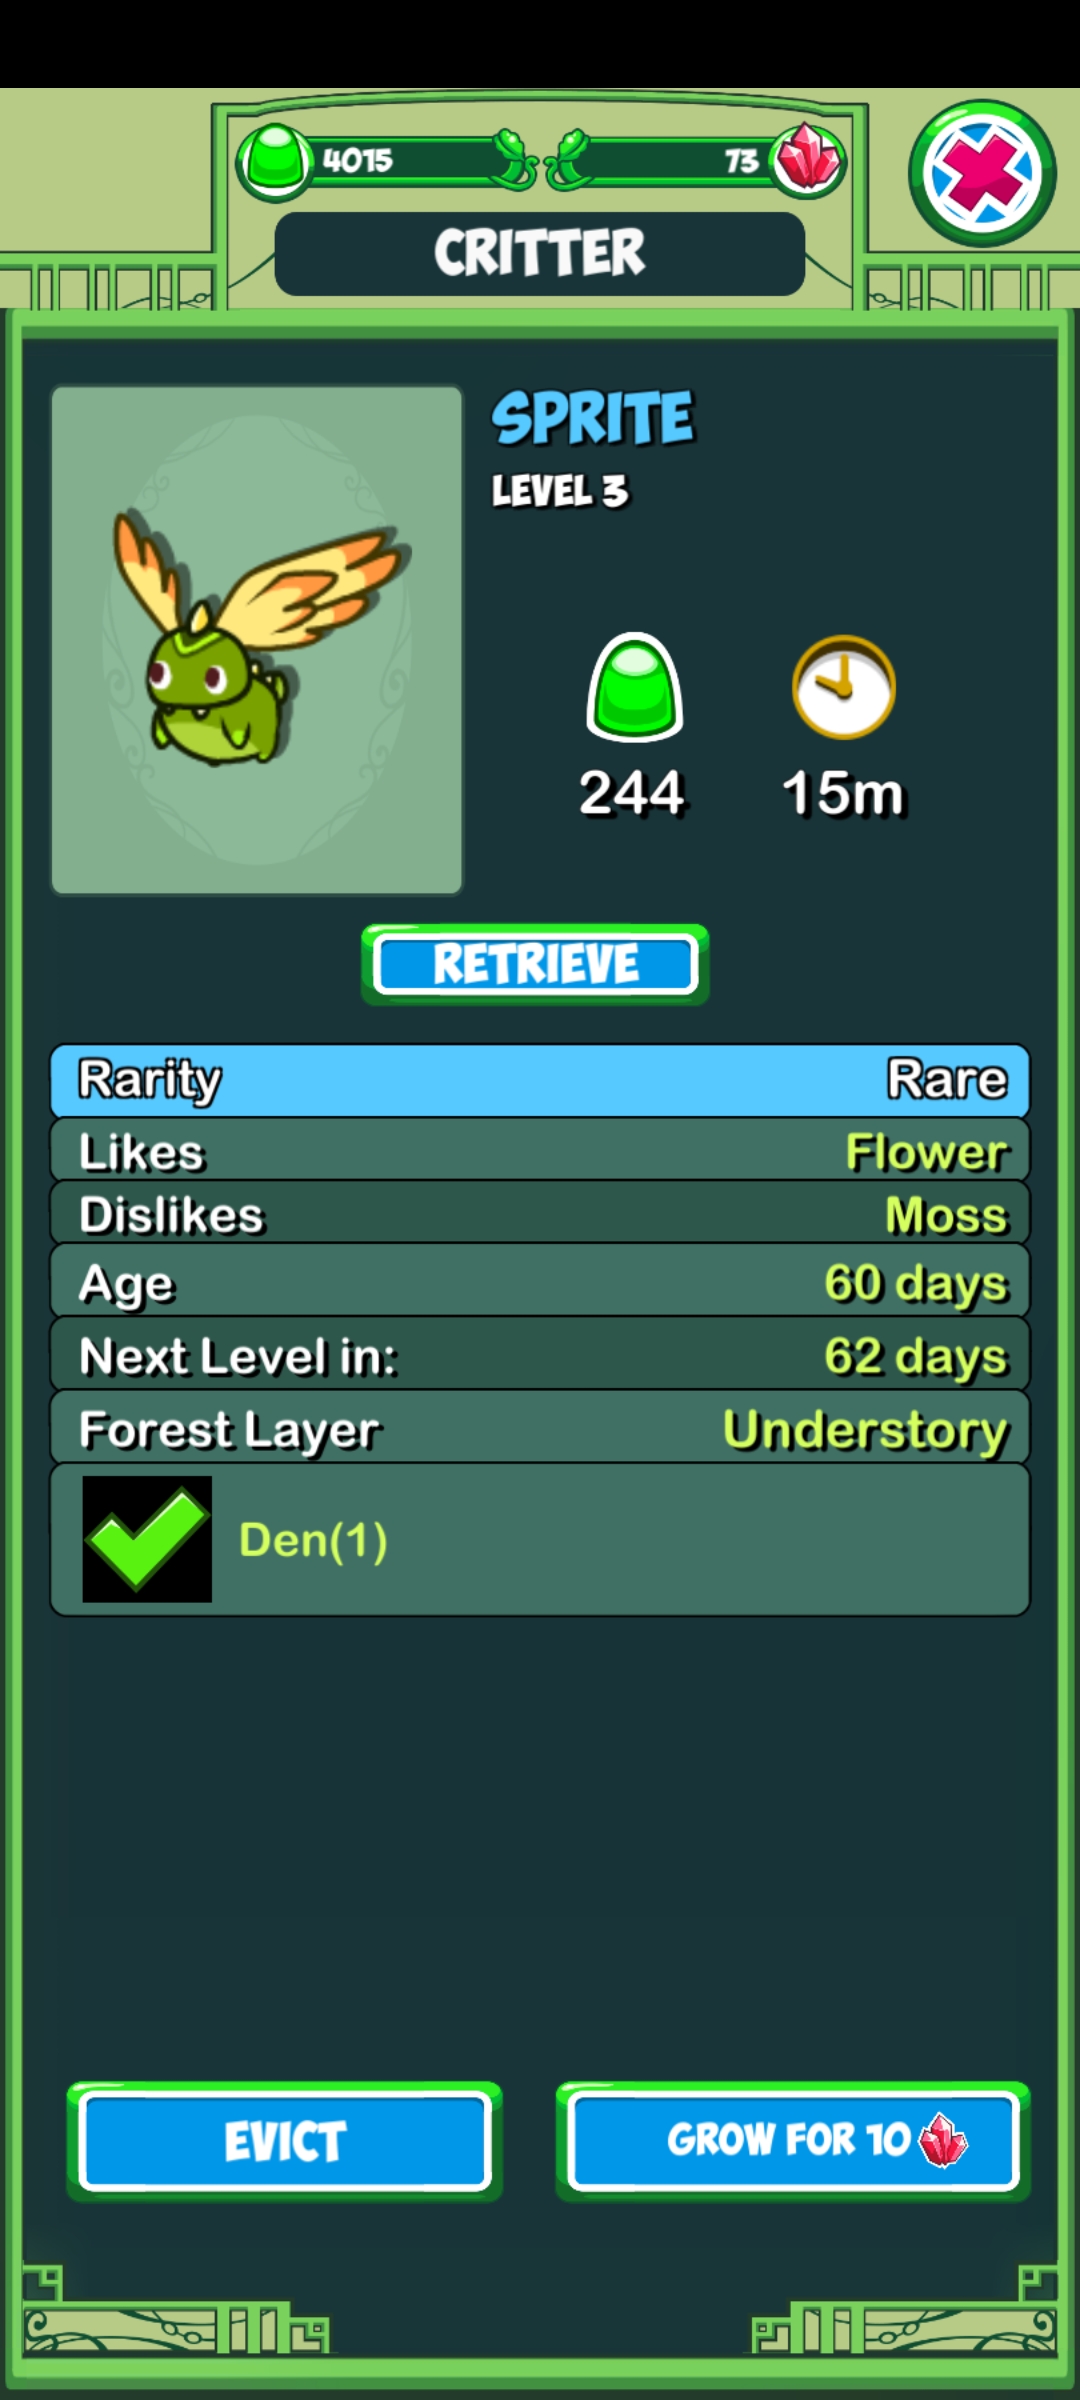 4015
73
CRITTER
SPRITE
LEVEL 3
244
15m
RETRIEVE
Rarity Rare
Likes Flower
Dislikes Moss
Age 60 days
Next Level in: 62 days
Forest Layer Understory
Den(1)
EVICT
GROW FOR 10